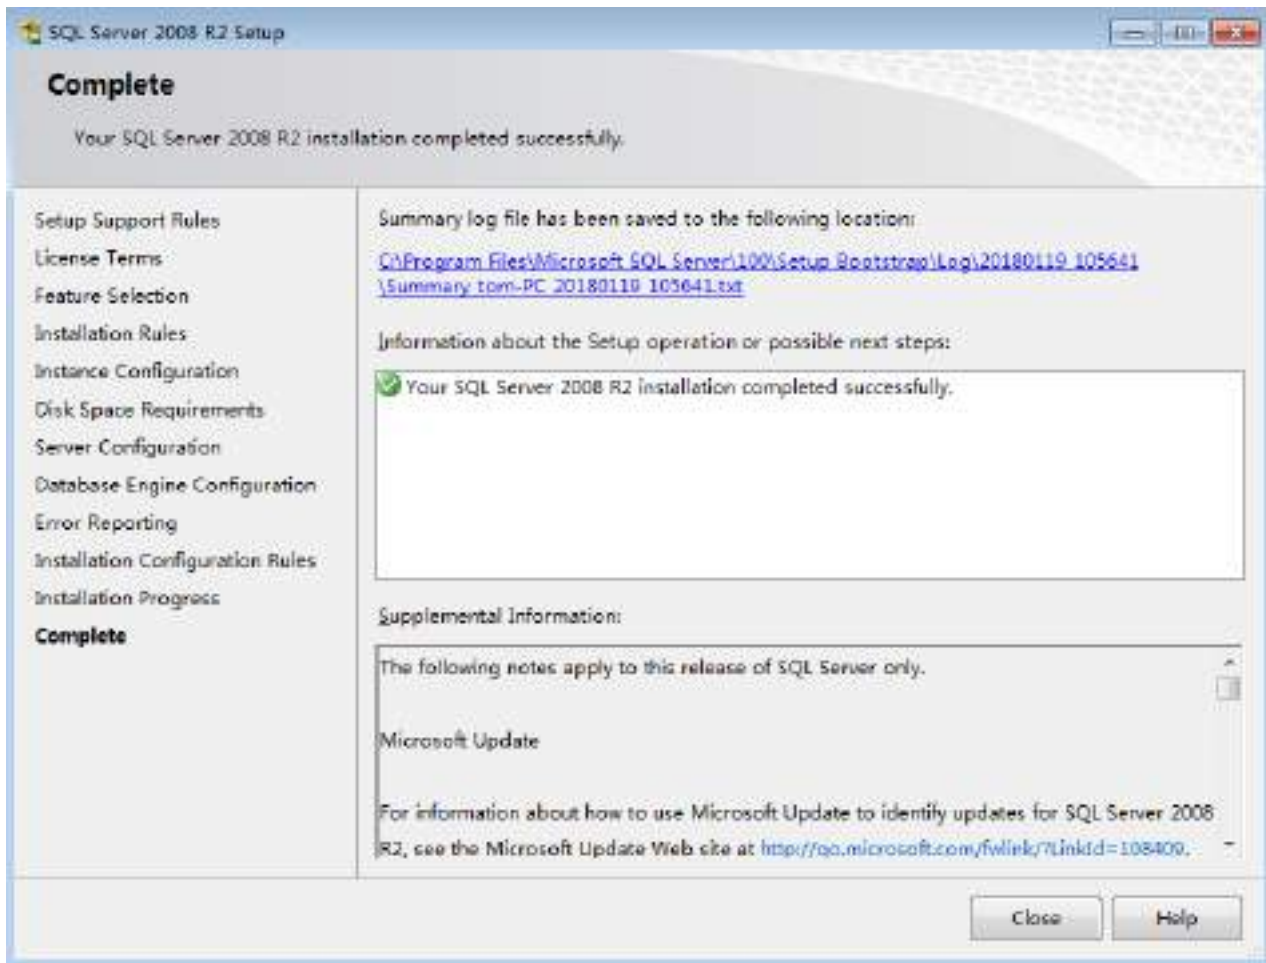 SQL Server 2008 R2 Setup
Complete
Your SQL Server 2008 R2 installation completed successfully.
Setup Support Rules
License Terms
Feature Selection
Installation Rules
Instance Configuration
Disk Space Requirements
Server Configuration
Database Engine Configuration
Error Reporting
Installation Configuration Rules
Installation Progress
Complete
Summary log file has been saved to the following location:
C:\Program Files\Microsoft SQL Server\100\Setup Bootstrap\Log\20180119_105641
\Summary_tom-PC_20180119_105641.txt
Information about the Setup operation or possible next steps:
Your SQL Server 2008 R2 installation completed successfully.
Supplemental Information:
The following notes apply to this release of SQL Server only.
Microsoft Update
For information about how to use Microsoft Update to identify updates for SQL Server 2008
R2, see the Microsoft Update Web site at http://go.microsoft.com/fwlink/?LinkId=108409.
Close
Help